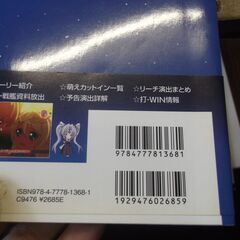 ーリー紹介 ☆萌えカットイン一覧 ☆リーチ演出まとめ
ー戦艦資料放出 ☆予告演出詳解 ☆打-WIN情報
9784777813681
ISBN978-4-7778-1368-1
C9476 ¥2685E
1929476026859